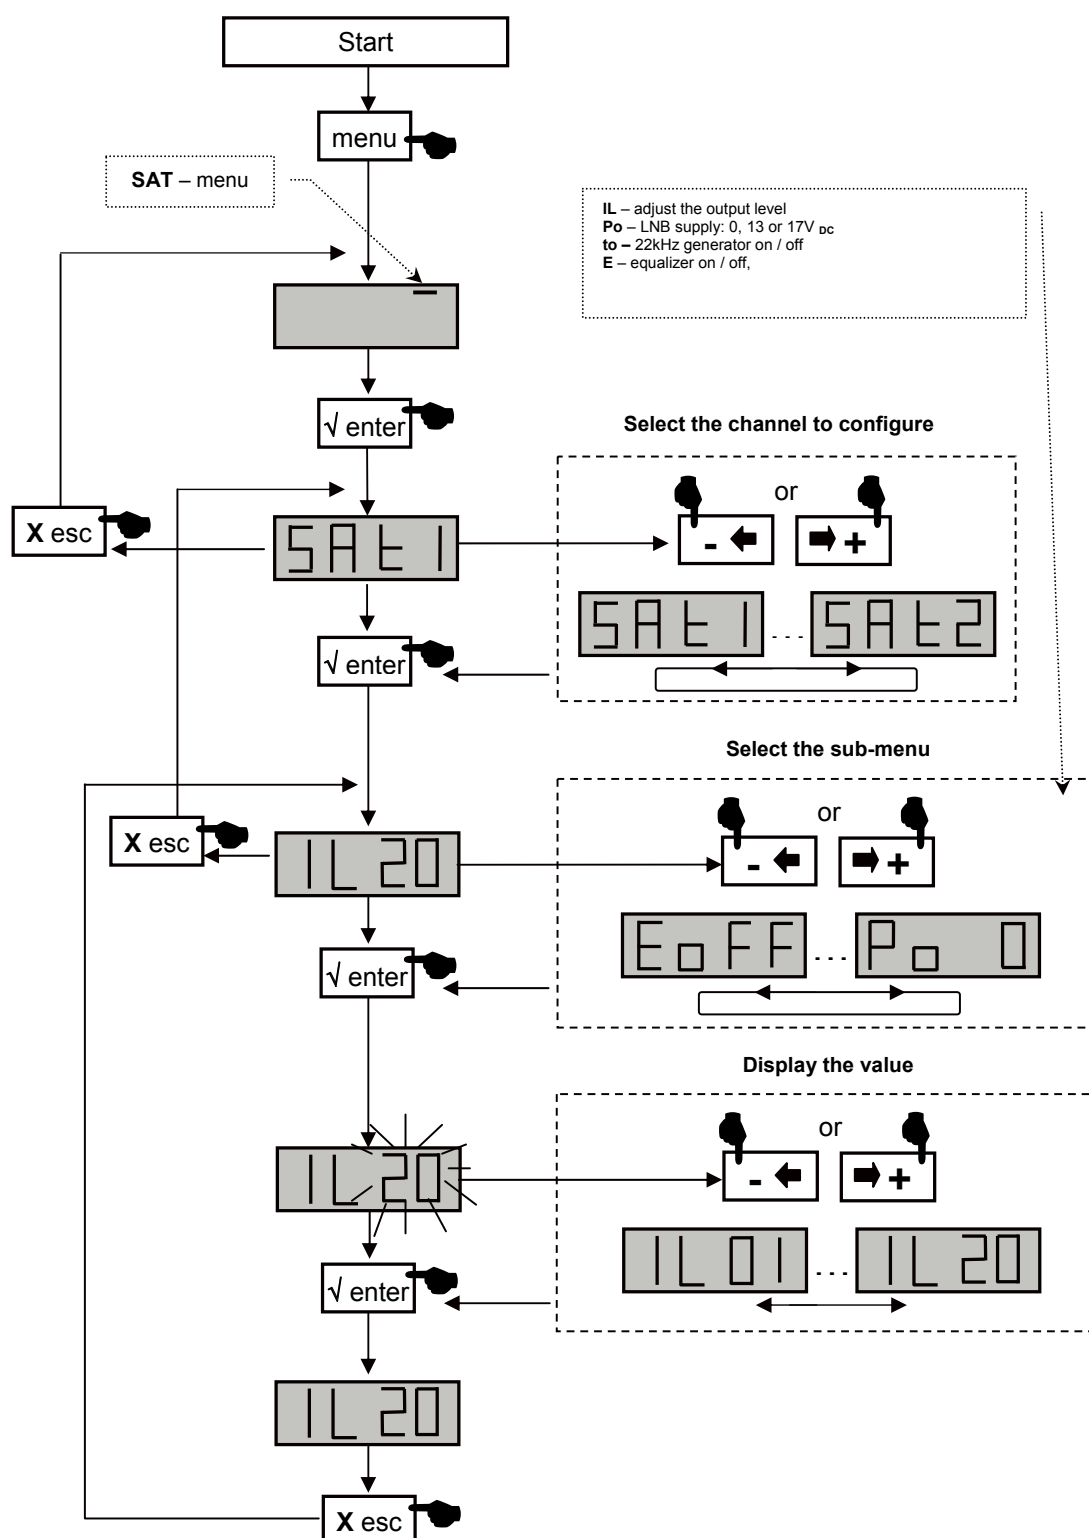 Start
menu
SAT – menu
IL – adjust the output level
Po – LNB supply: 0, 13 or 17V DC
to – 22kHz generator on / off
E – equalizer on / off,
√ enter
Select the channel to configure
or
- +
X esc
SAt1
SAt1 ... SAt2
√ enter
Select the sub-menu
or
- +
X esc
IL 20
EoFF ... Po 0
√ enter
Display the value
or
- +
IL 20
IL 01 ... IL 20
√ enter
IL 20
X esc